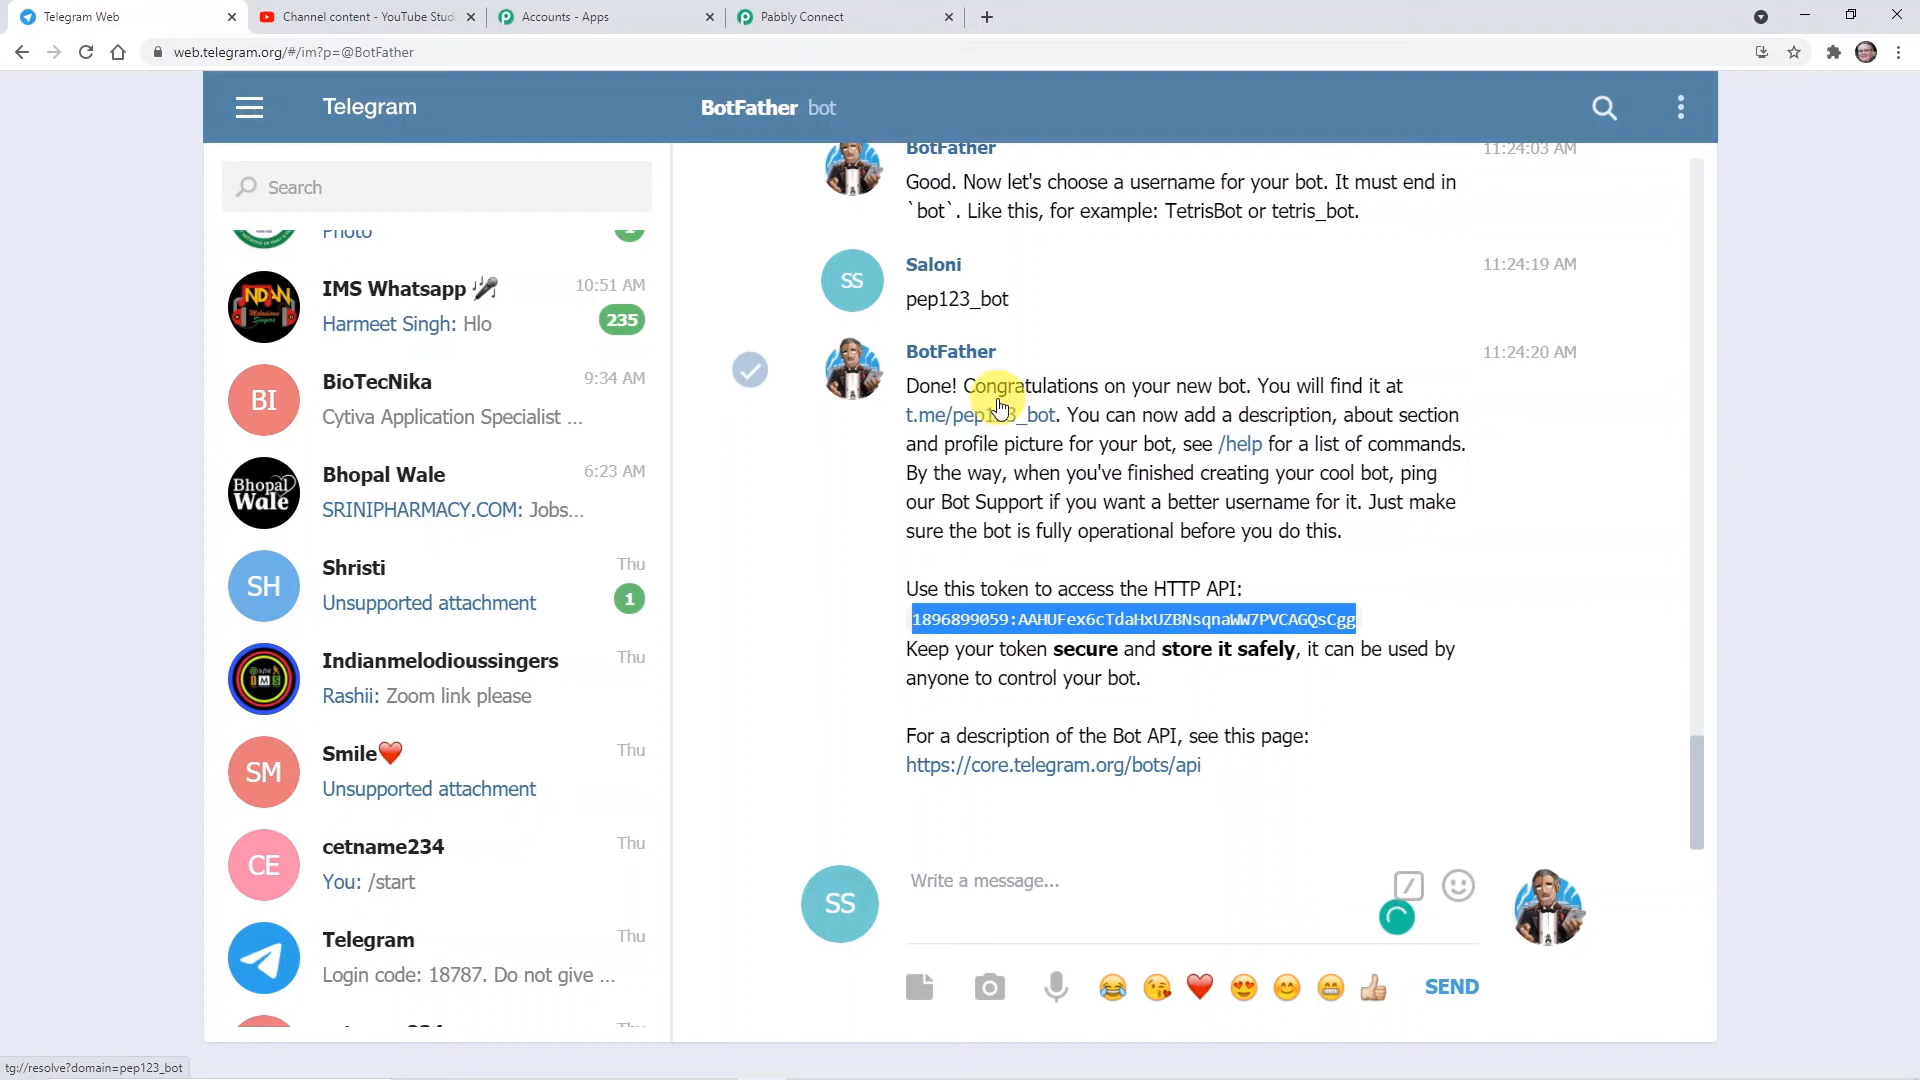 Telegram Web
Channel content - YouTube Studi
Accounts - Apps
Pabbly Connect
web.telegram.org/#/im?p=@BotFather
Telegram
BotFather bot
Search
Photo
1
IMS Whatsapp 🎤
10:51 AM
Harmeet Singh: Hlo
235
BioTecNika
9:34 AM
Cytiva Application Specialist ...
BI
Bhopal Wale
6:23 AM
SRINIPHARMACY.COM: Jobs...
Bhopal
Wale
Shristi
Thu
Unsupported attachment
1
SH
Indianmelodioussingers
Thu
Rashii: Zoom link please
IMS
Smile❤️
Thu
Unsupported attachment
SM
cetname234
Thu
You: /start
CE
Telegram
Thu
Login code: 18787. Do not give ...
BotFather
11:24:03 AM
Good. Now let's choose a username for your bot. It must end in
`bot`. Like this, for example: TetrisBot or tetris_bot.
SS
Saloni
11:24:19 AM
pep123_bot
BotFather
11:24:20 AM
Done! Congratulations on your new bot. You will find it at
t.me/pep123_bot. You can now add a description, about section
and profile picture for your bot, see /help for a list of commands.
By the way, when you've finished creating your cool bot, ping
our Bot Support if you want a better username for it. Just make
sure the bot is fully operational before you do this.
Use this token to access the HTTP API:
1896899059:AAHUFex6cTdaHxUZBNsqnaWW7PVCAGQsCgg
Keep your token secure and store it safely, it can be used by
anyone to control your bot.
For a description of the Bot API, see this page:
https://core.telegram.org/bots/api
SS
Write a message...
SEND
tg://resolve?domain=pep123_bot